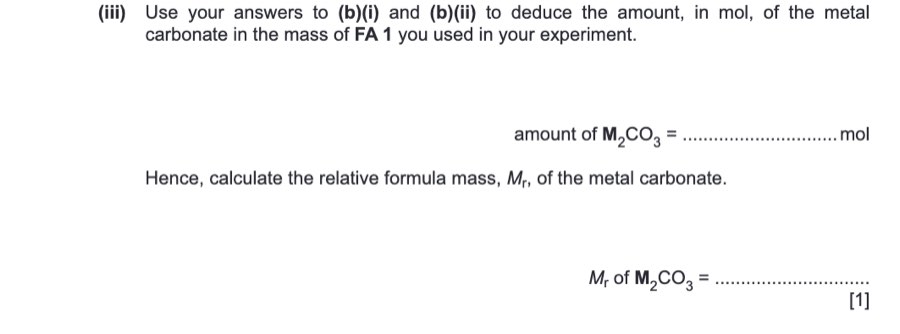 (iii) Use your answers to (b)(i) and (b)(ii) to deduce the amount, in mol, of the metal
carbonate in the mass of FA 1 you used in your experiment.
amount of M₂CO₃ = .............................. mol
Hence, calculate the relative formula mass, Mᵣ, of the metal carbonate.
Mᵣ of M₂CO₃ = ..............................
[1]